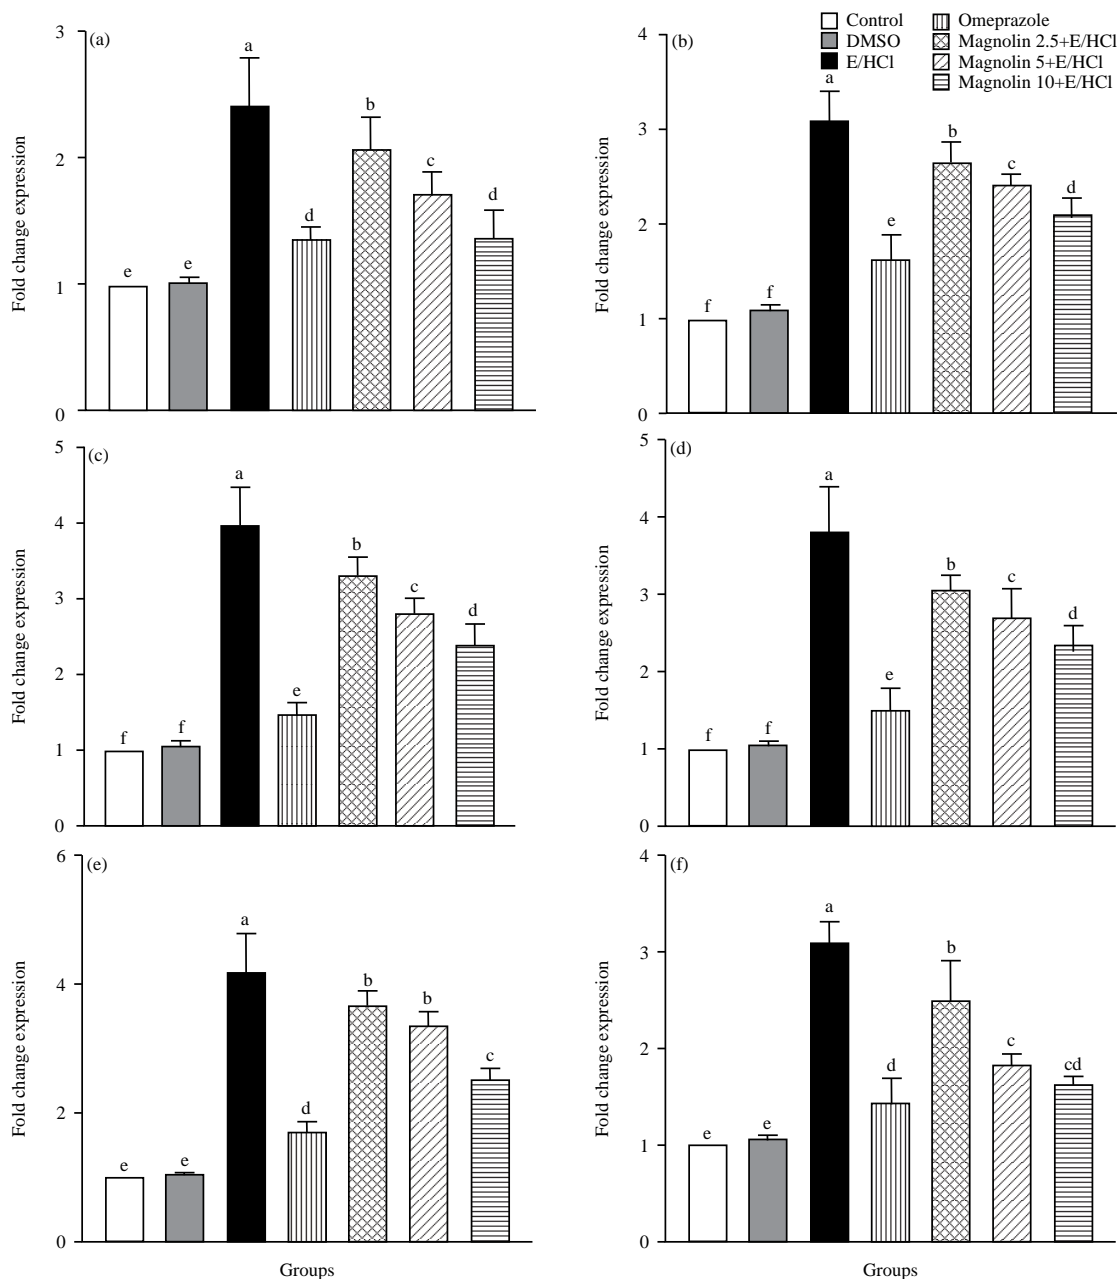 (a)
Fold change expression
3
2
1
0
e
e
a
d
b
c
d
Control
DMSO
E/HCl
Omeprazole
Magnolin 2.5+E/HCl
Magnolin 5+E/HCl
Magnolin 10+E/HCl
(b)
Fold change expression
4
3
2
1
0
f
f
a
e
b
c
d
(c)
Fold change expression
5
4
3
2
1
0
f
f
a
e
b
c
d
(d)
Fold change expression
5
4
3
2
1
0
f
f
a
e
b
c
d
(e)
Fold change expression
6
4
2
0
e
e
a
d
b
b
c
Groups
(f)
Fold change expression
4
3
2
1
0
e
e
a
d
b
c
cd
Groups